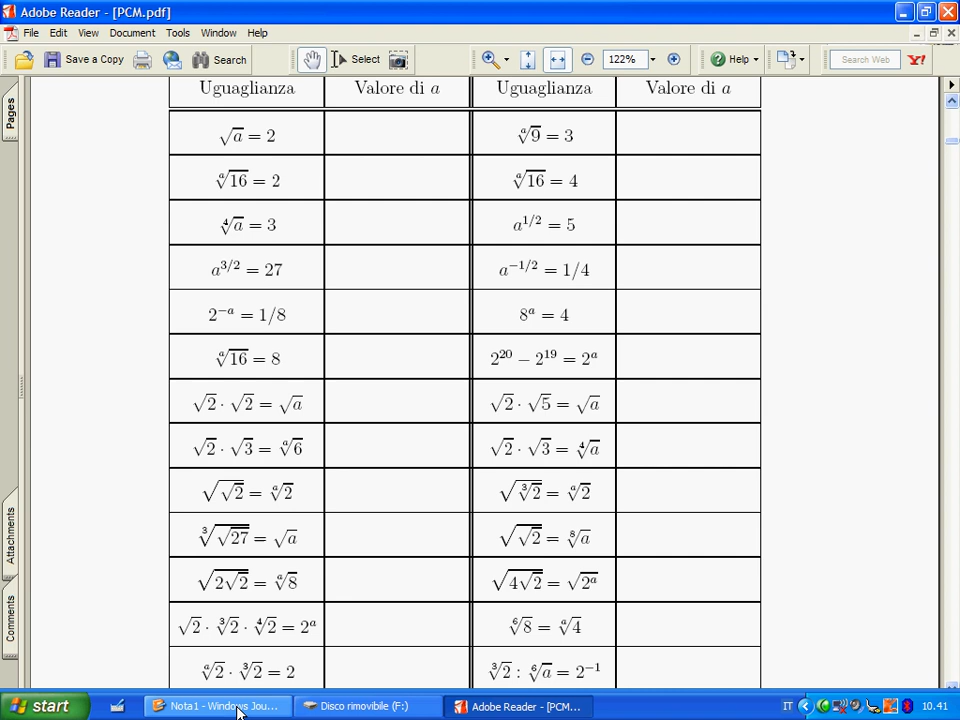 Adobe Reader - [PCM.pdf]
File Edit View Document Tools Window Help
Save a Copy Search Select 122% Help Search Web Y!
Pages
Attachments
Comments
Uguaglianza Valore di a Uguaglianza Valore di a
√a = 2 ᵃ√9 = 3
ᵃ√16 = 2 ᵃ√16 = 4
⁴√a = 3 a^{1/2} = 5
a^{3/2} = 27 a^{−1/2} = 1/4
2^{−a} = 1/8 8^a = 4
ᵃ√16 = 8 2^{20} − 2^{19} = 2^a
√2 · √2 = √a √2 · √5 = √a
√2 · √3 = ᵃ√6 √2 · √3 = ⁴√a
√(√2) = ᵃ√2 √(³√2) = ᵃ√2
³√(√27) = √a √(√2) = ⁸√a
√(2√2) = ᵃ√8 √(4√2) = √(2^a)
√2 · ³√2 · ⁴√2 = 2^a ⁶√8 = ᵃ√4
ᵃ√2 · ³√2 = 2 ³√2 : ⁶√a = 2^{−1}
start Nota1 - Windows Jou... Disco rimovibile (F:) Adobe Reader - [PCM... IT 10.41